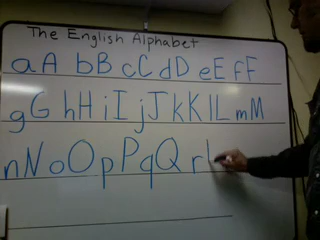 The English Alphabet
aA bB cC dD eE fF
gG hH iI jJ kK lL mM
nN oO pP qQ r